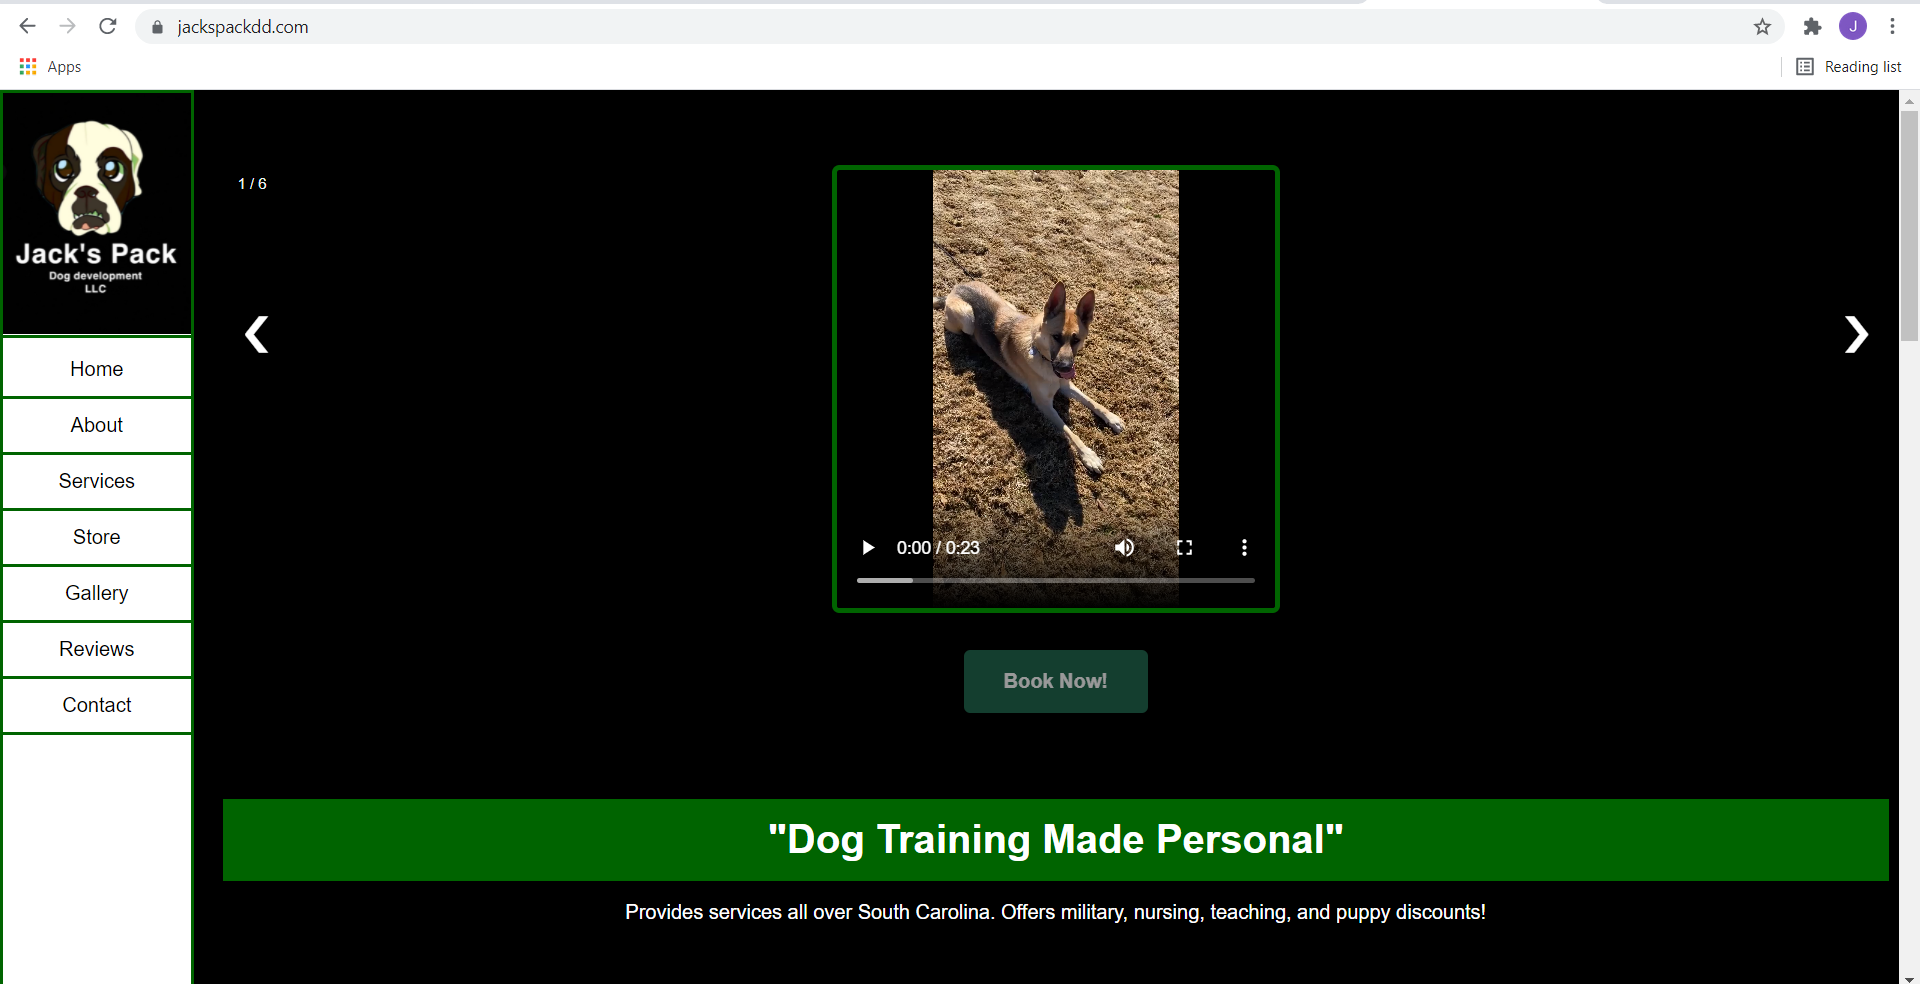 jackspackdd.com
J
Apps
Reading list
Jack's Pack
Dog development
LLC
Home
About
Services
Store
Gallery
Reviews
Contact
1 / 6
0:00 / 0:23
Book Now!
"Dog Training Made Personal"
Provides services all over South Carolina. Offers military, nursing, teaching, and puppy discounts!